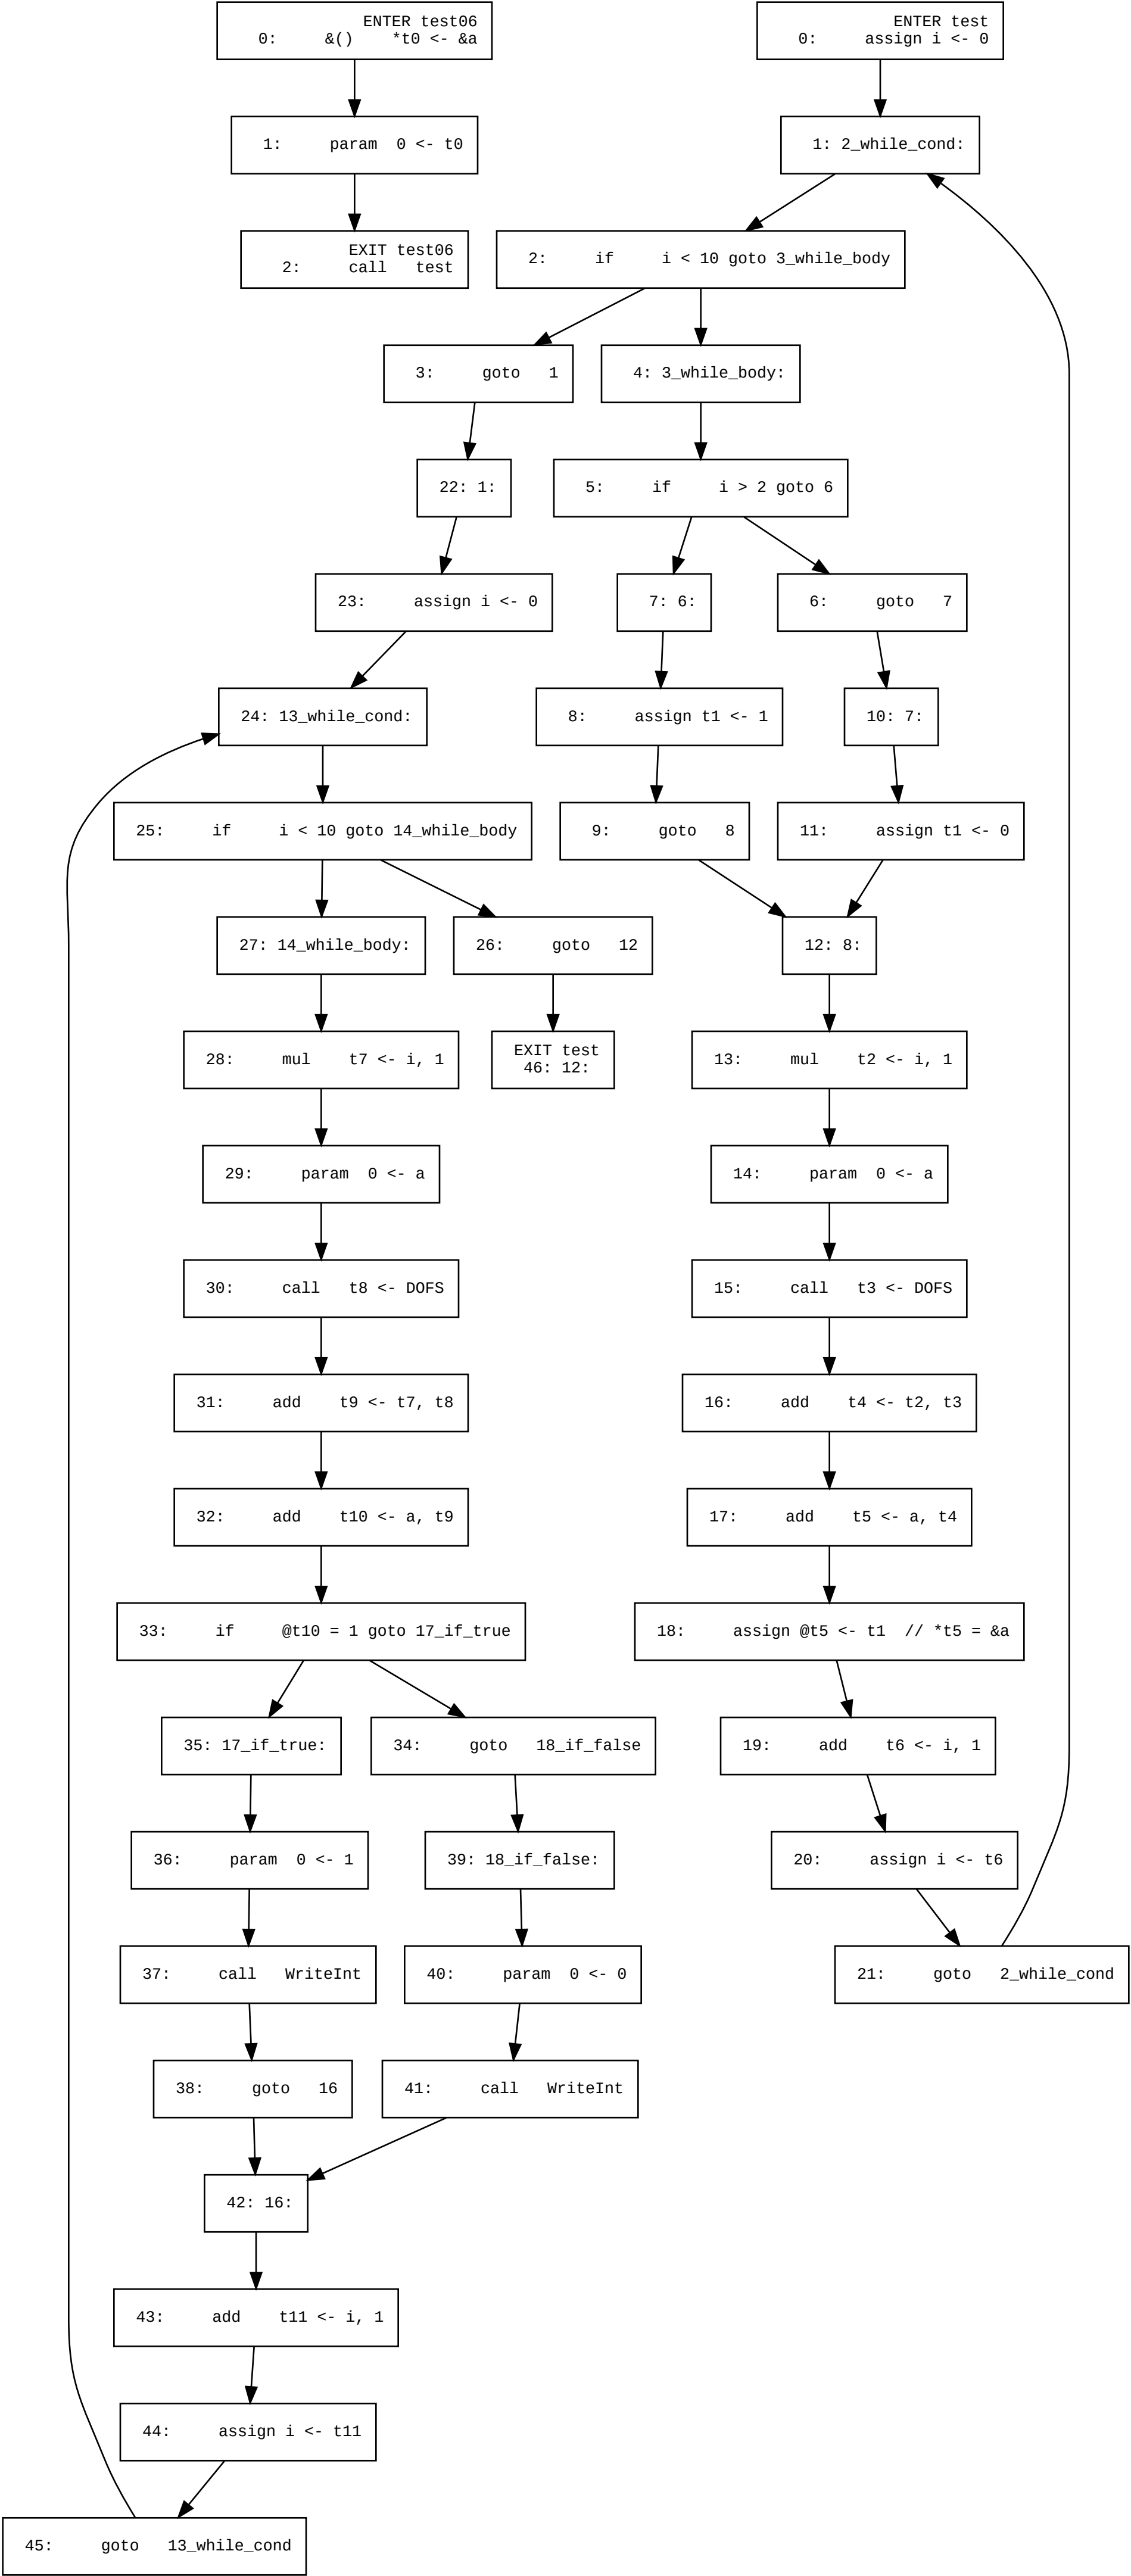 ENTER test06
0: &() *t0 <- &a
ENTER test
0: assign i <- 0
1: param 0 <- t0
1: 2_while_cond:
EXIT test06
2: call test
2: if i < 10 goto 3_while_body
3: goto 1
4: 3_while_body:
22: 1:
5: if i > 2 goto 6
23: assign i <- 0
7: 6:
6: goto 7
24: 13_while_cond:
8: assign t1 <- 1
10: 7:
25: if i < 10 goto 14_while_body
9: goto 8
11: assign t1 <- 0
27: 14_while_body:
26: goto 12
12: 8:
28: mul t7 <- i, 1
EXIT test
46: 12:
13: mul t2 <- i, 1
29: param 0 <- a
14: param 0 <- a
30: call t8 <- DOFS
15: call t3 <- DOFS
31: add t9 <- t7, t8
16: add t4 <- t2, t3
32: add t10 <- a, t9
17: add t5 <- a, t4
33: if @t10 = 1 goto 17_if_true
18: assign @t5 <- t1 // *t5 = &a
35: 17_if_true:
34: goto 18_if_false
19: add t6 <- i, 1
36: param 0 <- 1
39: 18_if_false:
20: assign i <- t6
37: call WriteInt
40: param 0 <- 0
21: goto 2_while_cond
38: goto 16
41: call WriteInt
42: 16:
43: add t11 <- i, 1
44: assign i <- t11
45: goto 13_while_cond